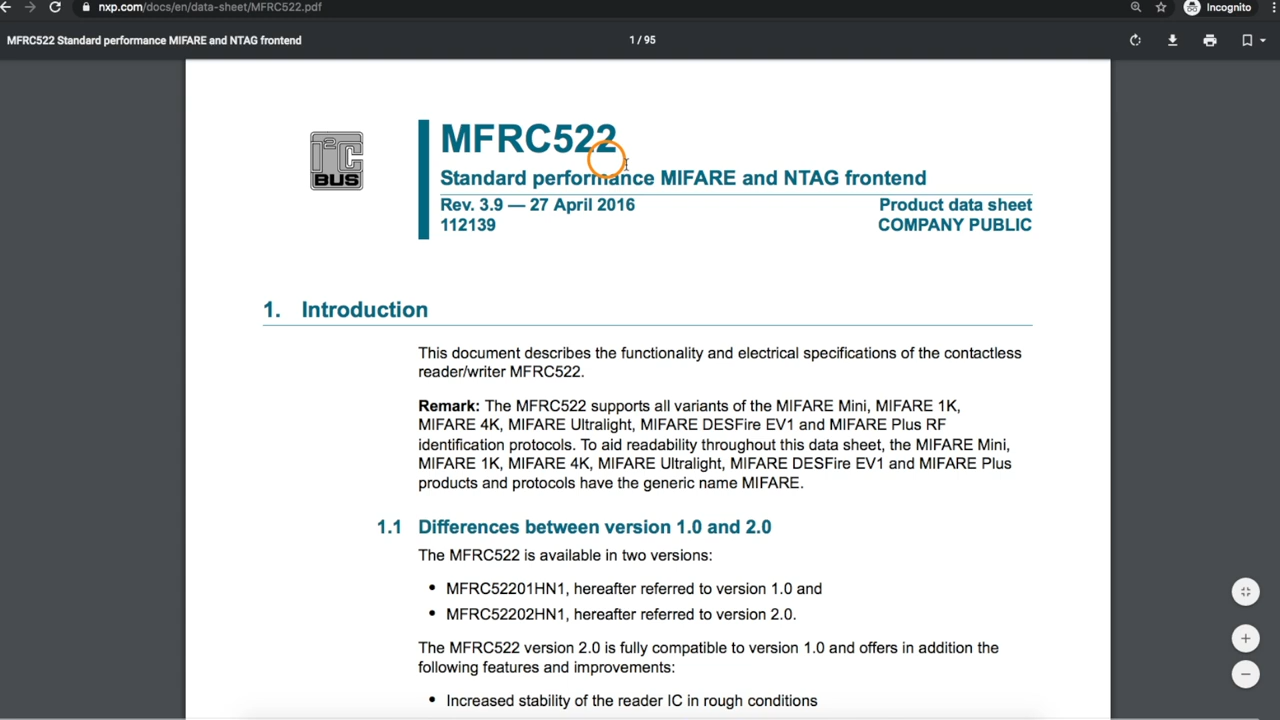 nxp.com/docs/en/data-sheet/MFRC522.pdf
Incognito
MFRC522 Standard performance MIFARE and NTAG frontend
1 / 95
I2C
BUS
MFRC522
Standard performance MIFARE and NTAG frontend
Rev. 3.9 — 27 April 2016
Product data sheet
112139
COMPANY PUBLIC
1. Introduction
This document describes the functionality and electrical specifications of the contactless
reader/writer MFRC522.
Remark: The MFRC522 supports all variants of the MIFARE Mini, MIFARE 1K,
MIFARE 4K, MIFARE Ultralight, MIFARE DESFire EV1 and MIFARE Plus RF
identification protocols. To aid readability throughout this data sheet, the MIFARE Mini,
MIFARE 1K, MIFARE 4K, MIFARE Ultralight, MIFARE DESFire EV1 and MIFARE Plus
products and protocols have the generic name MIFARE.
1.1 Differences between version 1.0 and 2.0
The MFRC522 is available in two versions:
• MFRC52201HN1, hereafter referred to version 1.0 and
• MFRC52202HN1, hereafter referred to version 2.0.
The MFRC522 version 2.0 is fully compatible to version 1.0 and offers in addition the
following features and improvements:
• Increased stability of the reader IC in rough conditions